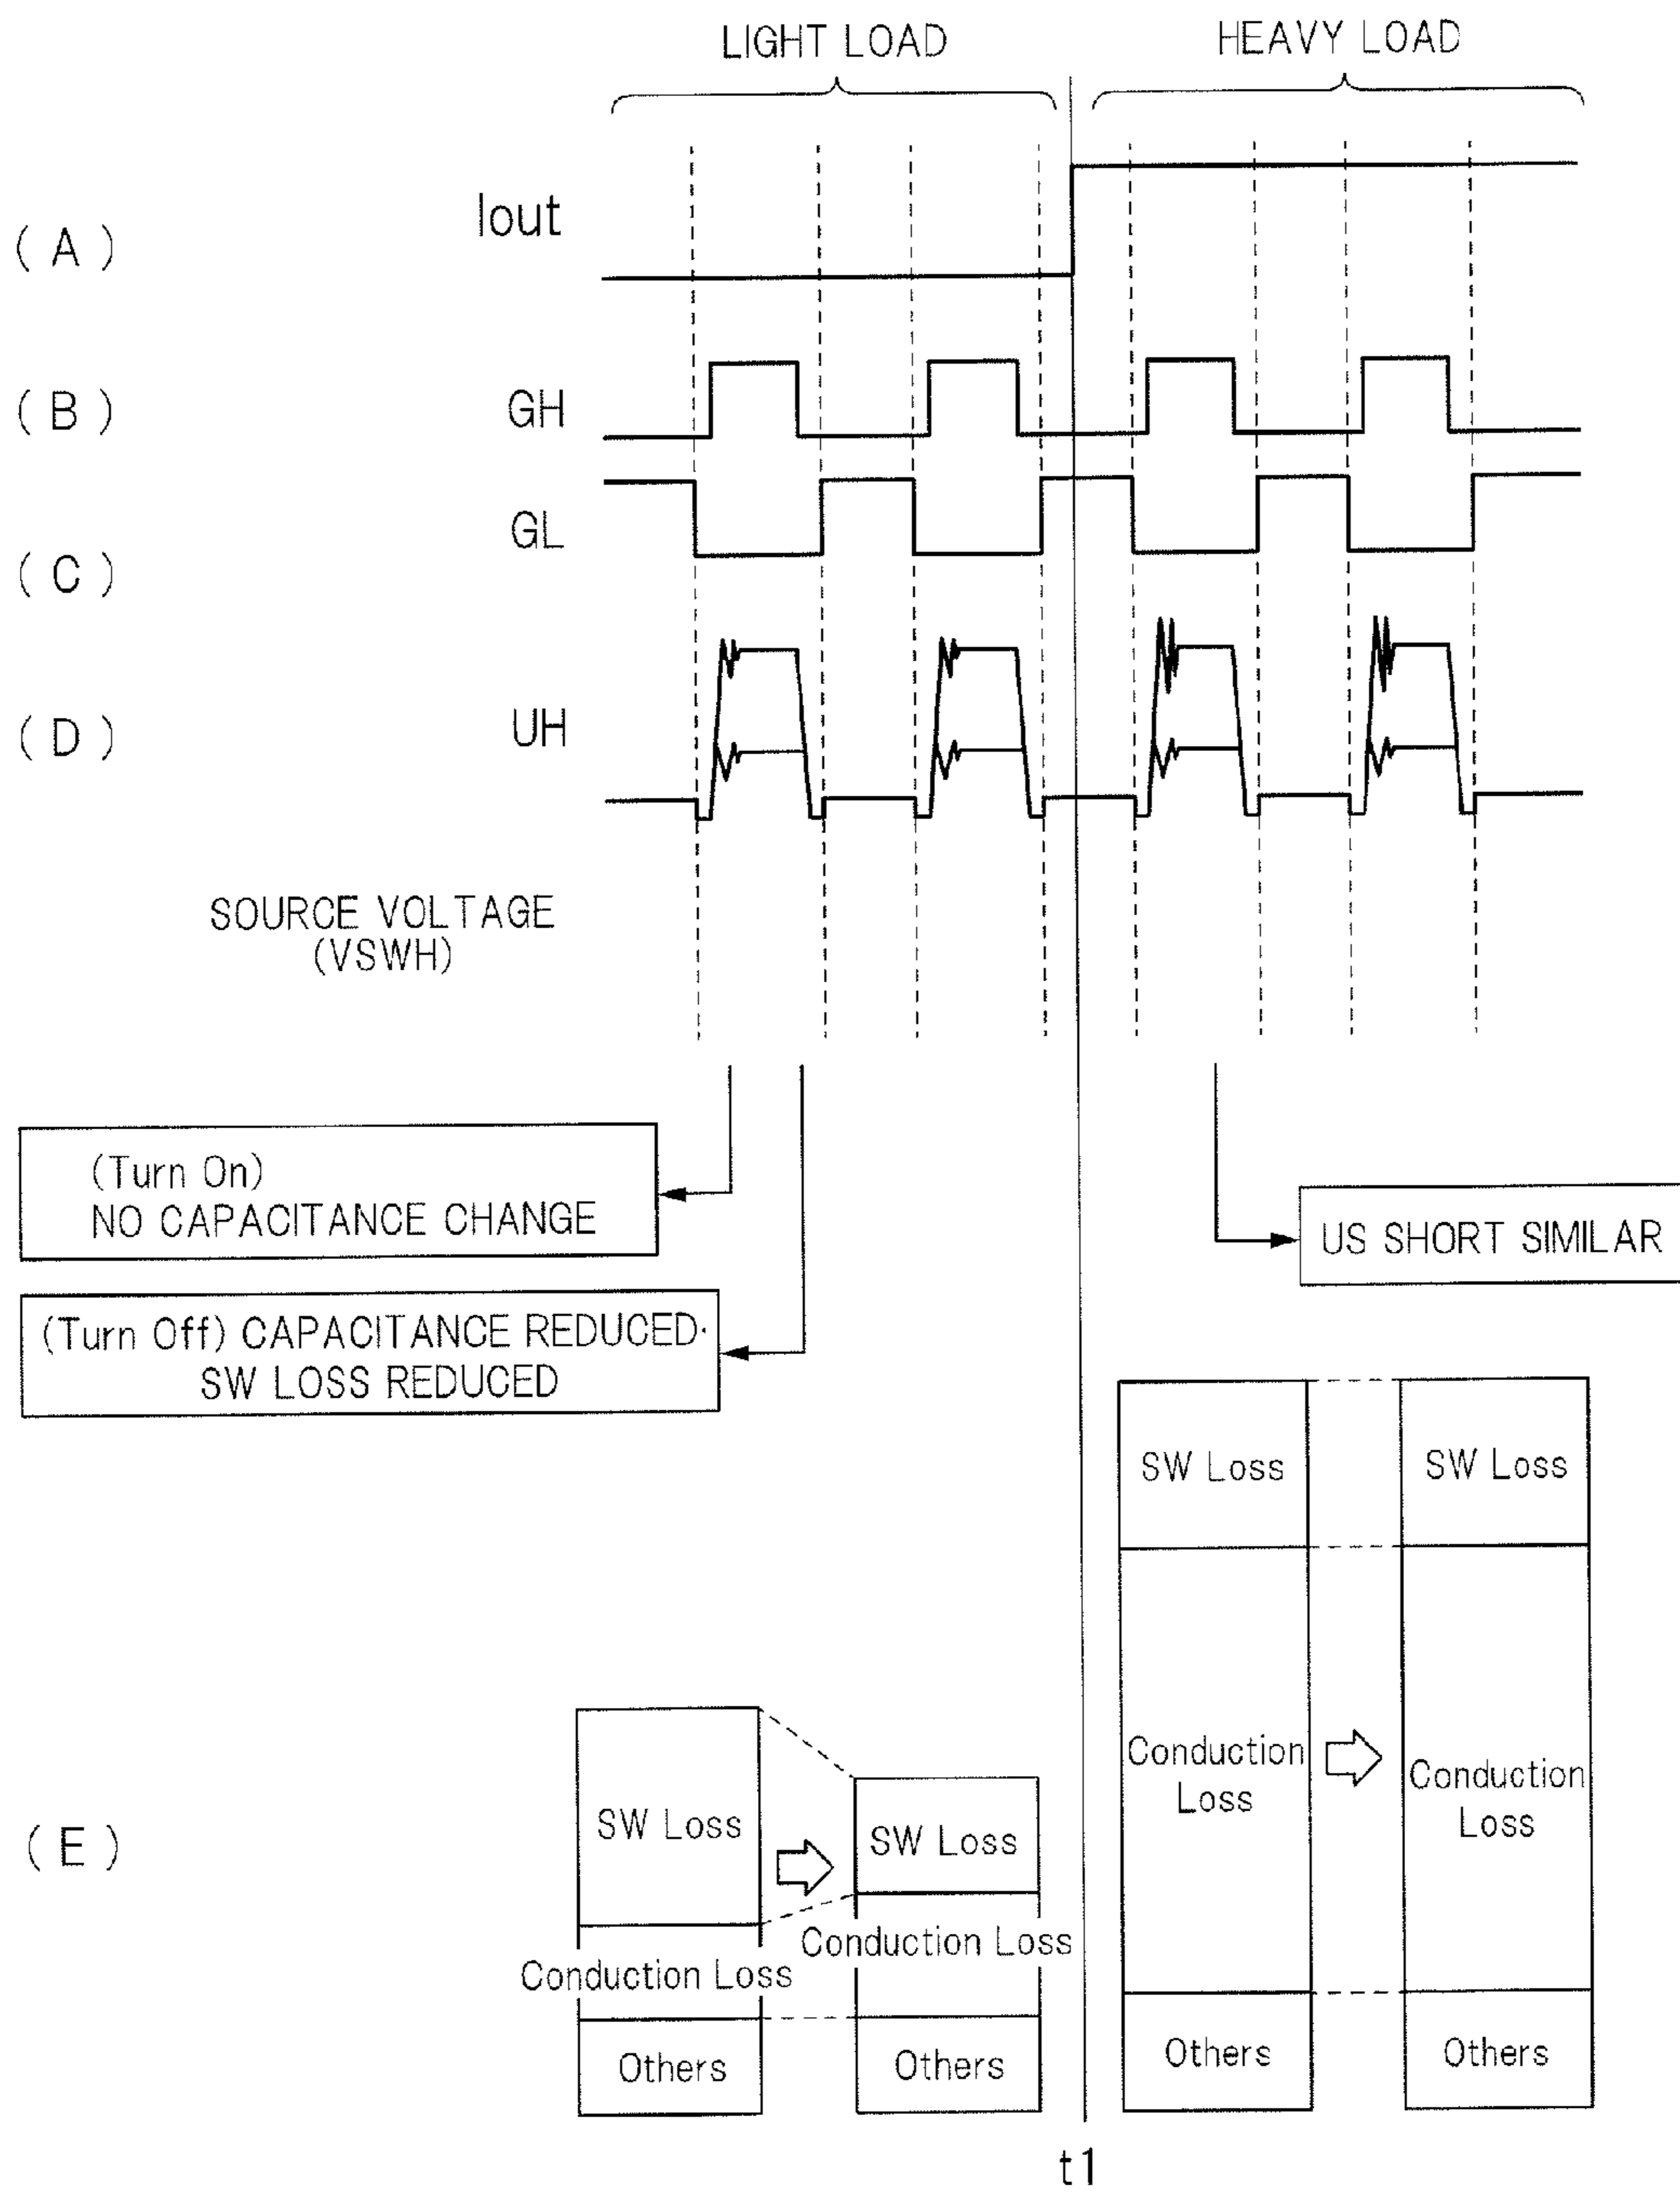 LIGHT LOAD
HEAVY LOAD
( A )
Iout
( B )
GH
( C )
GL
( D )
UH
SOURCE VOLTAGE
(VSWH)
(Turn On)
NO CAPACITANCE CHANGE
US SHORT SIMILAR
(Turn Off) CAPACITANCE REDUCED·
SW LOSS REDUCED
( E )
SW Loss
Conduction Loss
Others
SW Loss
Conduction Loss
Others
SW Loss
Conduction
Loss
Others
SW Loss
Conduction
Loss
Others
t1